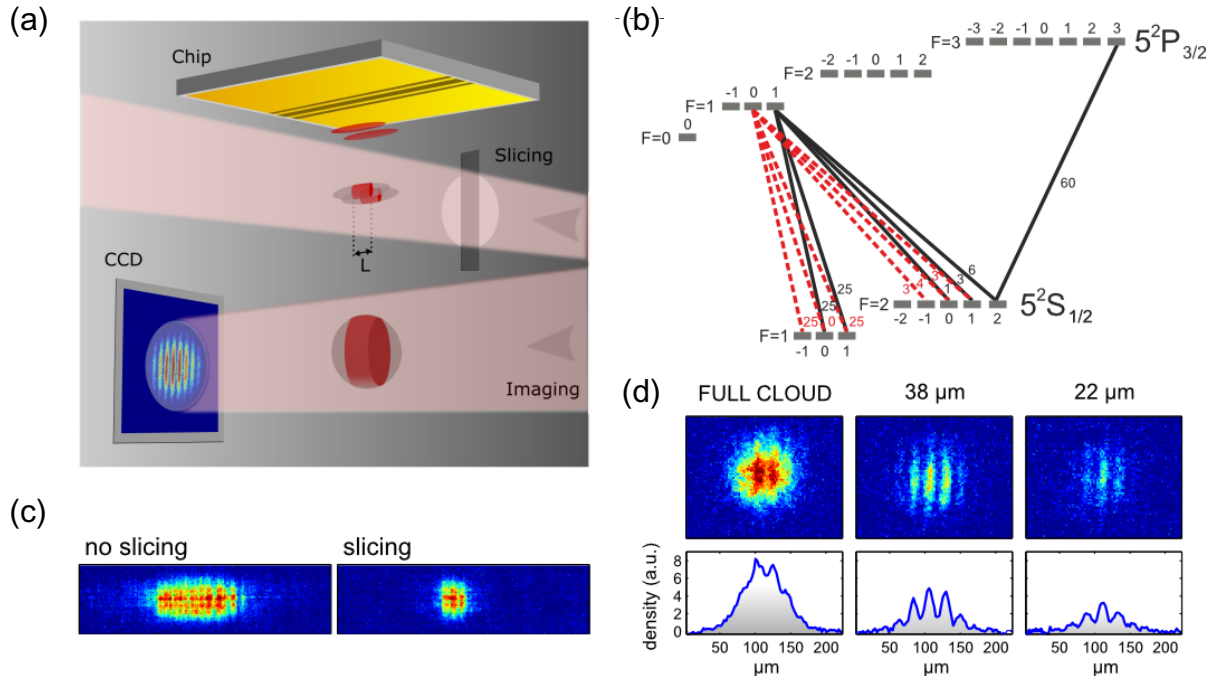 (a)
Chip
Slicing
L
CCD
Imaging
(b)
-3 -2 -1 0 1 2 3
F=3
5²P₃/₂
-2 -1 0 1 2
F=2
-1 0 1
F=1
0
F=0
60
6
3
3
1
4
3
25
25
25 0 25
F=2
-2 -1 0 1 2
5²S₁/₂
F=1
-1 0 1
(c)
no slicing
slicing
(d)
FULL CLOUD 38 µm 22 µm
density (a.u.)
8
6
4
2
0
50 100 150 200
50 100 150 200
50 100 150 200
µm µm µm